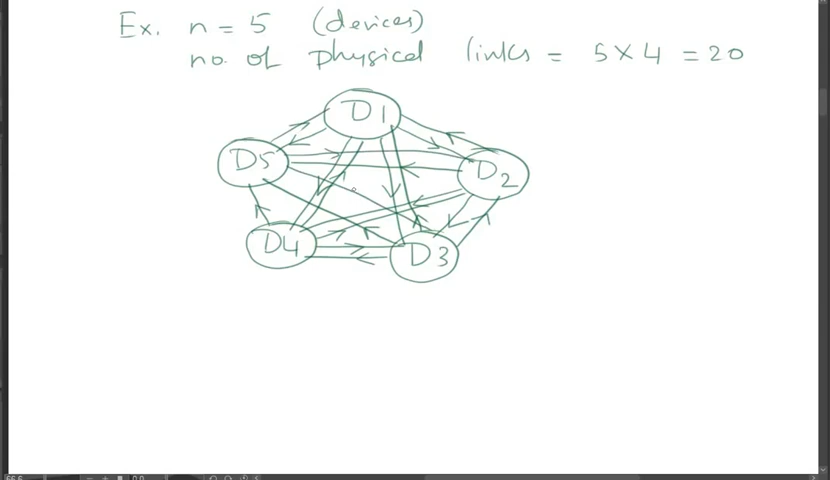 Ex. n = 5 (devices)
no. of physical links = 5 X 4 = 20
D1
D5
D2
D4
D3